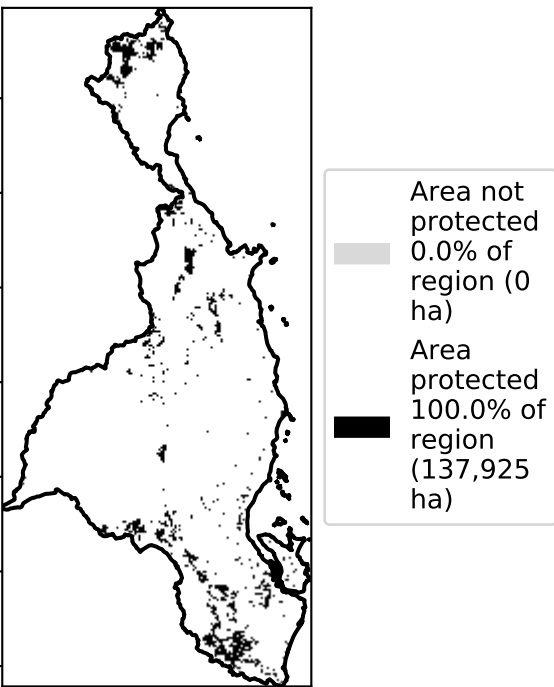 Area not
protected
0.0% of
region (0
ha)
Area
protected
100.0% of
region
(137,925
ha)